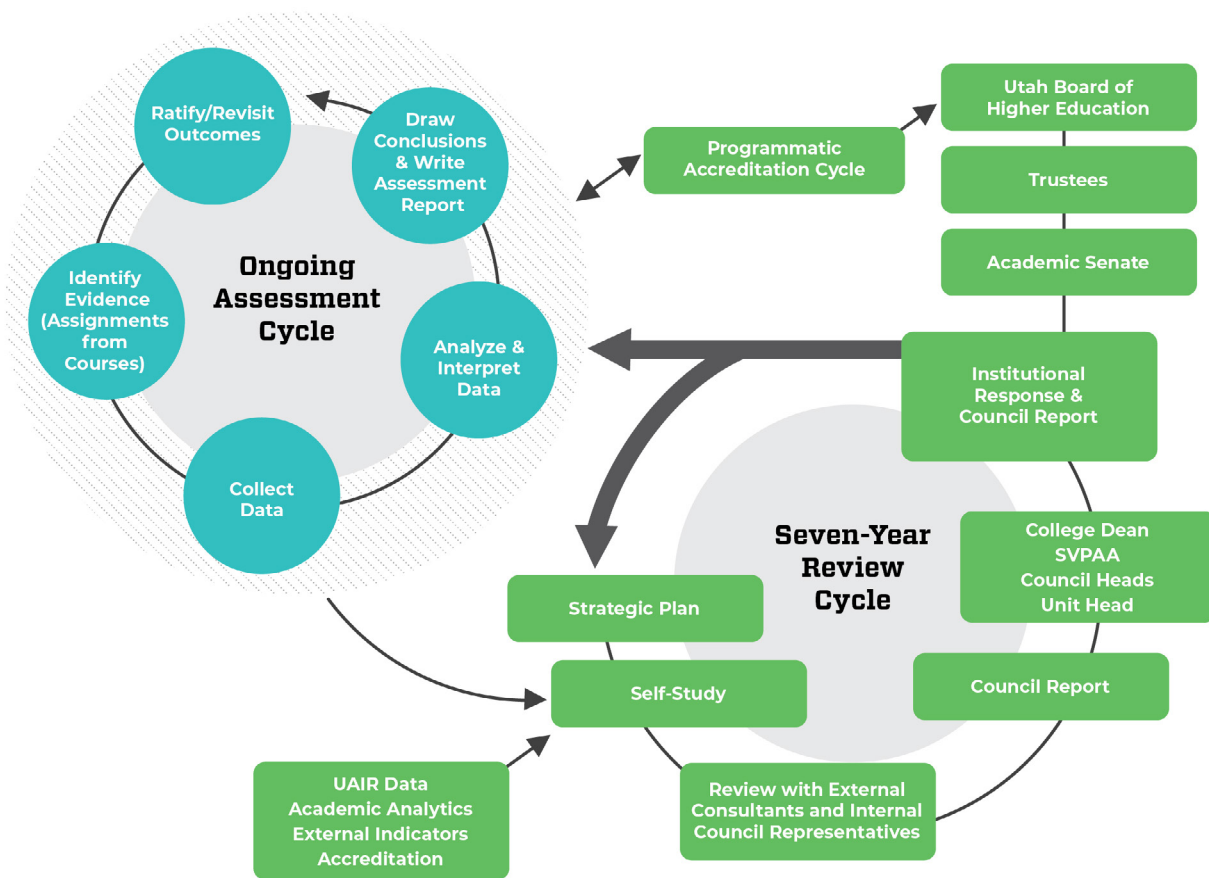 Ratify/Revisit
Outcomes
Draw
Conclusions
& Write
Assessment
Report
Ongoing
Assessment
Cycle
Identify
Evidence
(Assignments
from
Courses)
Analyze &
Interpret
Data
Collect
Data
Programmatic
Accreditation Cycle
Utah Board of
Higher Education
Trustees
Academic Senate
Institutional
Response &
Council Report
Seven-Year
Review
Cycle
College Dean
SVPAA
Council Heads
Unit Head
Strategic Plan
Self-Study
Council Report
UAIR Data
Academic Analytics
External Indicators
Accreditation
Review with External
Consultants and Internal
Council Representatives